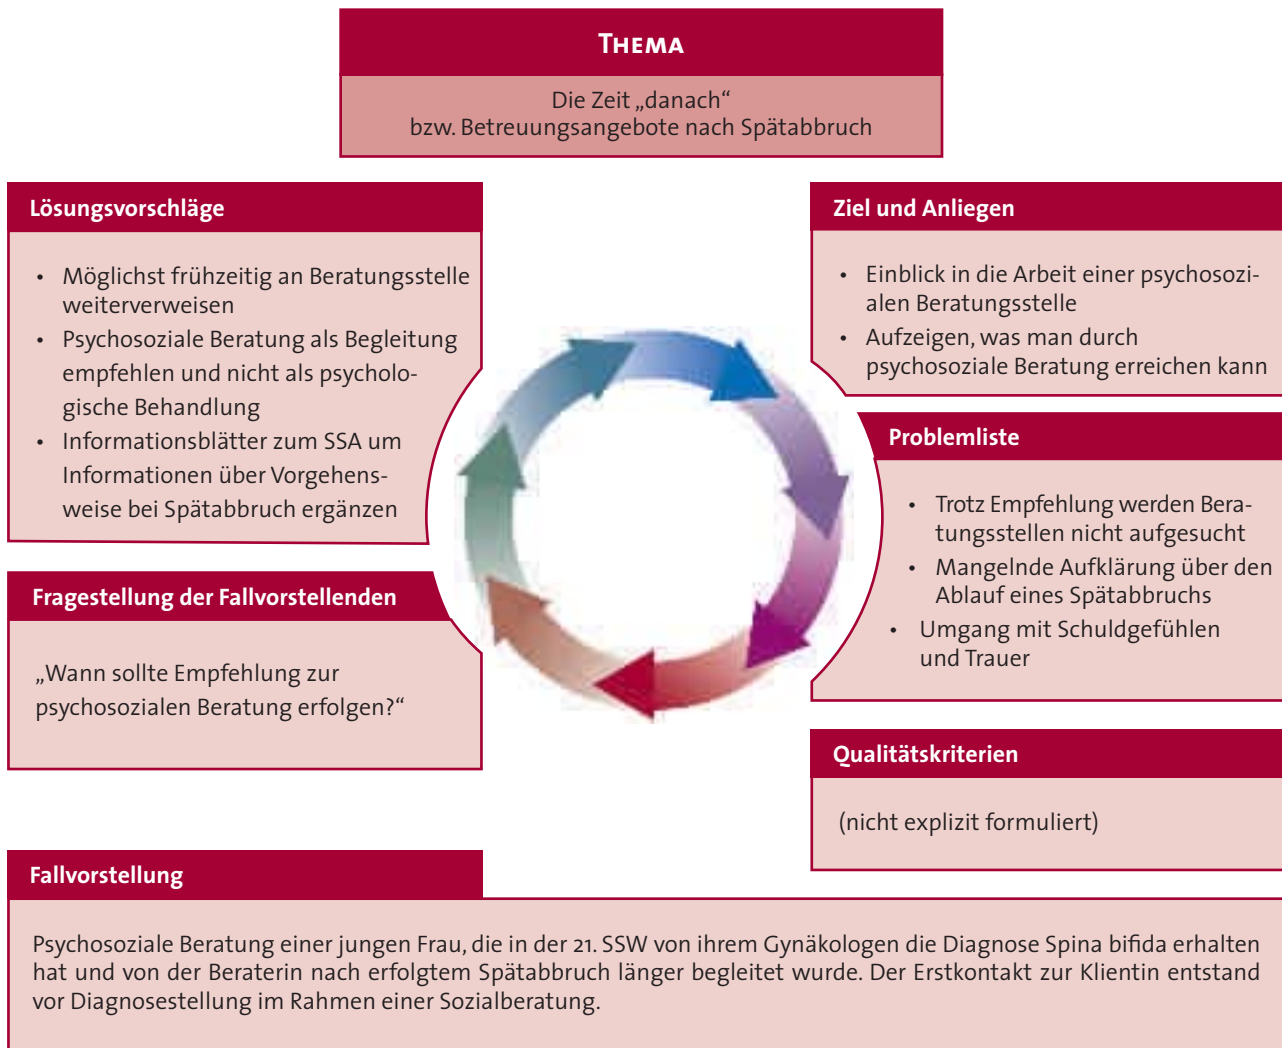 THEMA
Die Zeit „danach“
bzw. Betreuungsangebote nach Spätabbruch
Lösungsvorschläge
• Möglichst frühzeitig an Beratungsstelle
weiterverweisen
• Psychosoziale Beratung als Begleitung
empfehlen und nicht als psycholo-
gische Behandlung
• Informationsblätter zum SSA um
Informationen über Vorgehens-
weise bei Spätabbruch ergänzen
Ziel und Anliegen
• Einblick in die Arbeit einer psychosozi-
alen Beratungsstelle
• Aufzeigen, was man durch
psychosoziale Beratung erreichen kann
Problemliste
• Trotz Empfehlung werden Bera-
tungsstellen nicht aufgesucht
• Mangelnde Aufklärung über den
Ablauf eines Spätabbruchs
• Umgang mit Schuldgefühlen
und Trauer
Fragestellung der Fallvorstellenden
„Wann sollte Empfehlung zur
psychosozialen Beratung erfolgen?“
Qualitätskriterien
(nicht explizit formuliert)
Fallvorstellung
Psychosoziale Beratung einer jungen Frau, die in der 21. SSW von ihrem Gynäkologen die Diagnose Spina bifida erhalten
hat und von der Beraterin nach erfolgtem Spätabbruch länger begleitet wurde. Der Erstkontakt zur Klientin entstand
vor Diagnosestellung im Rahmen einer Sozialberatung.